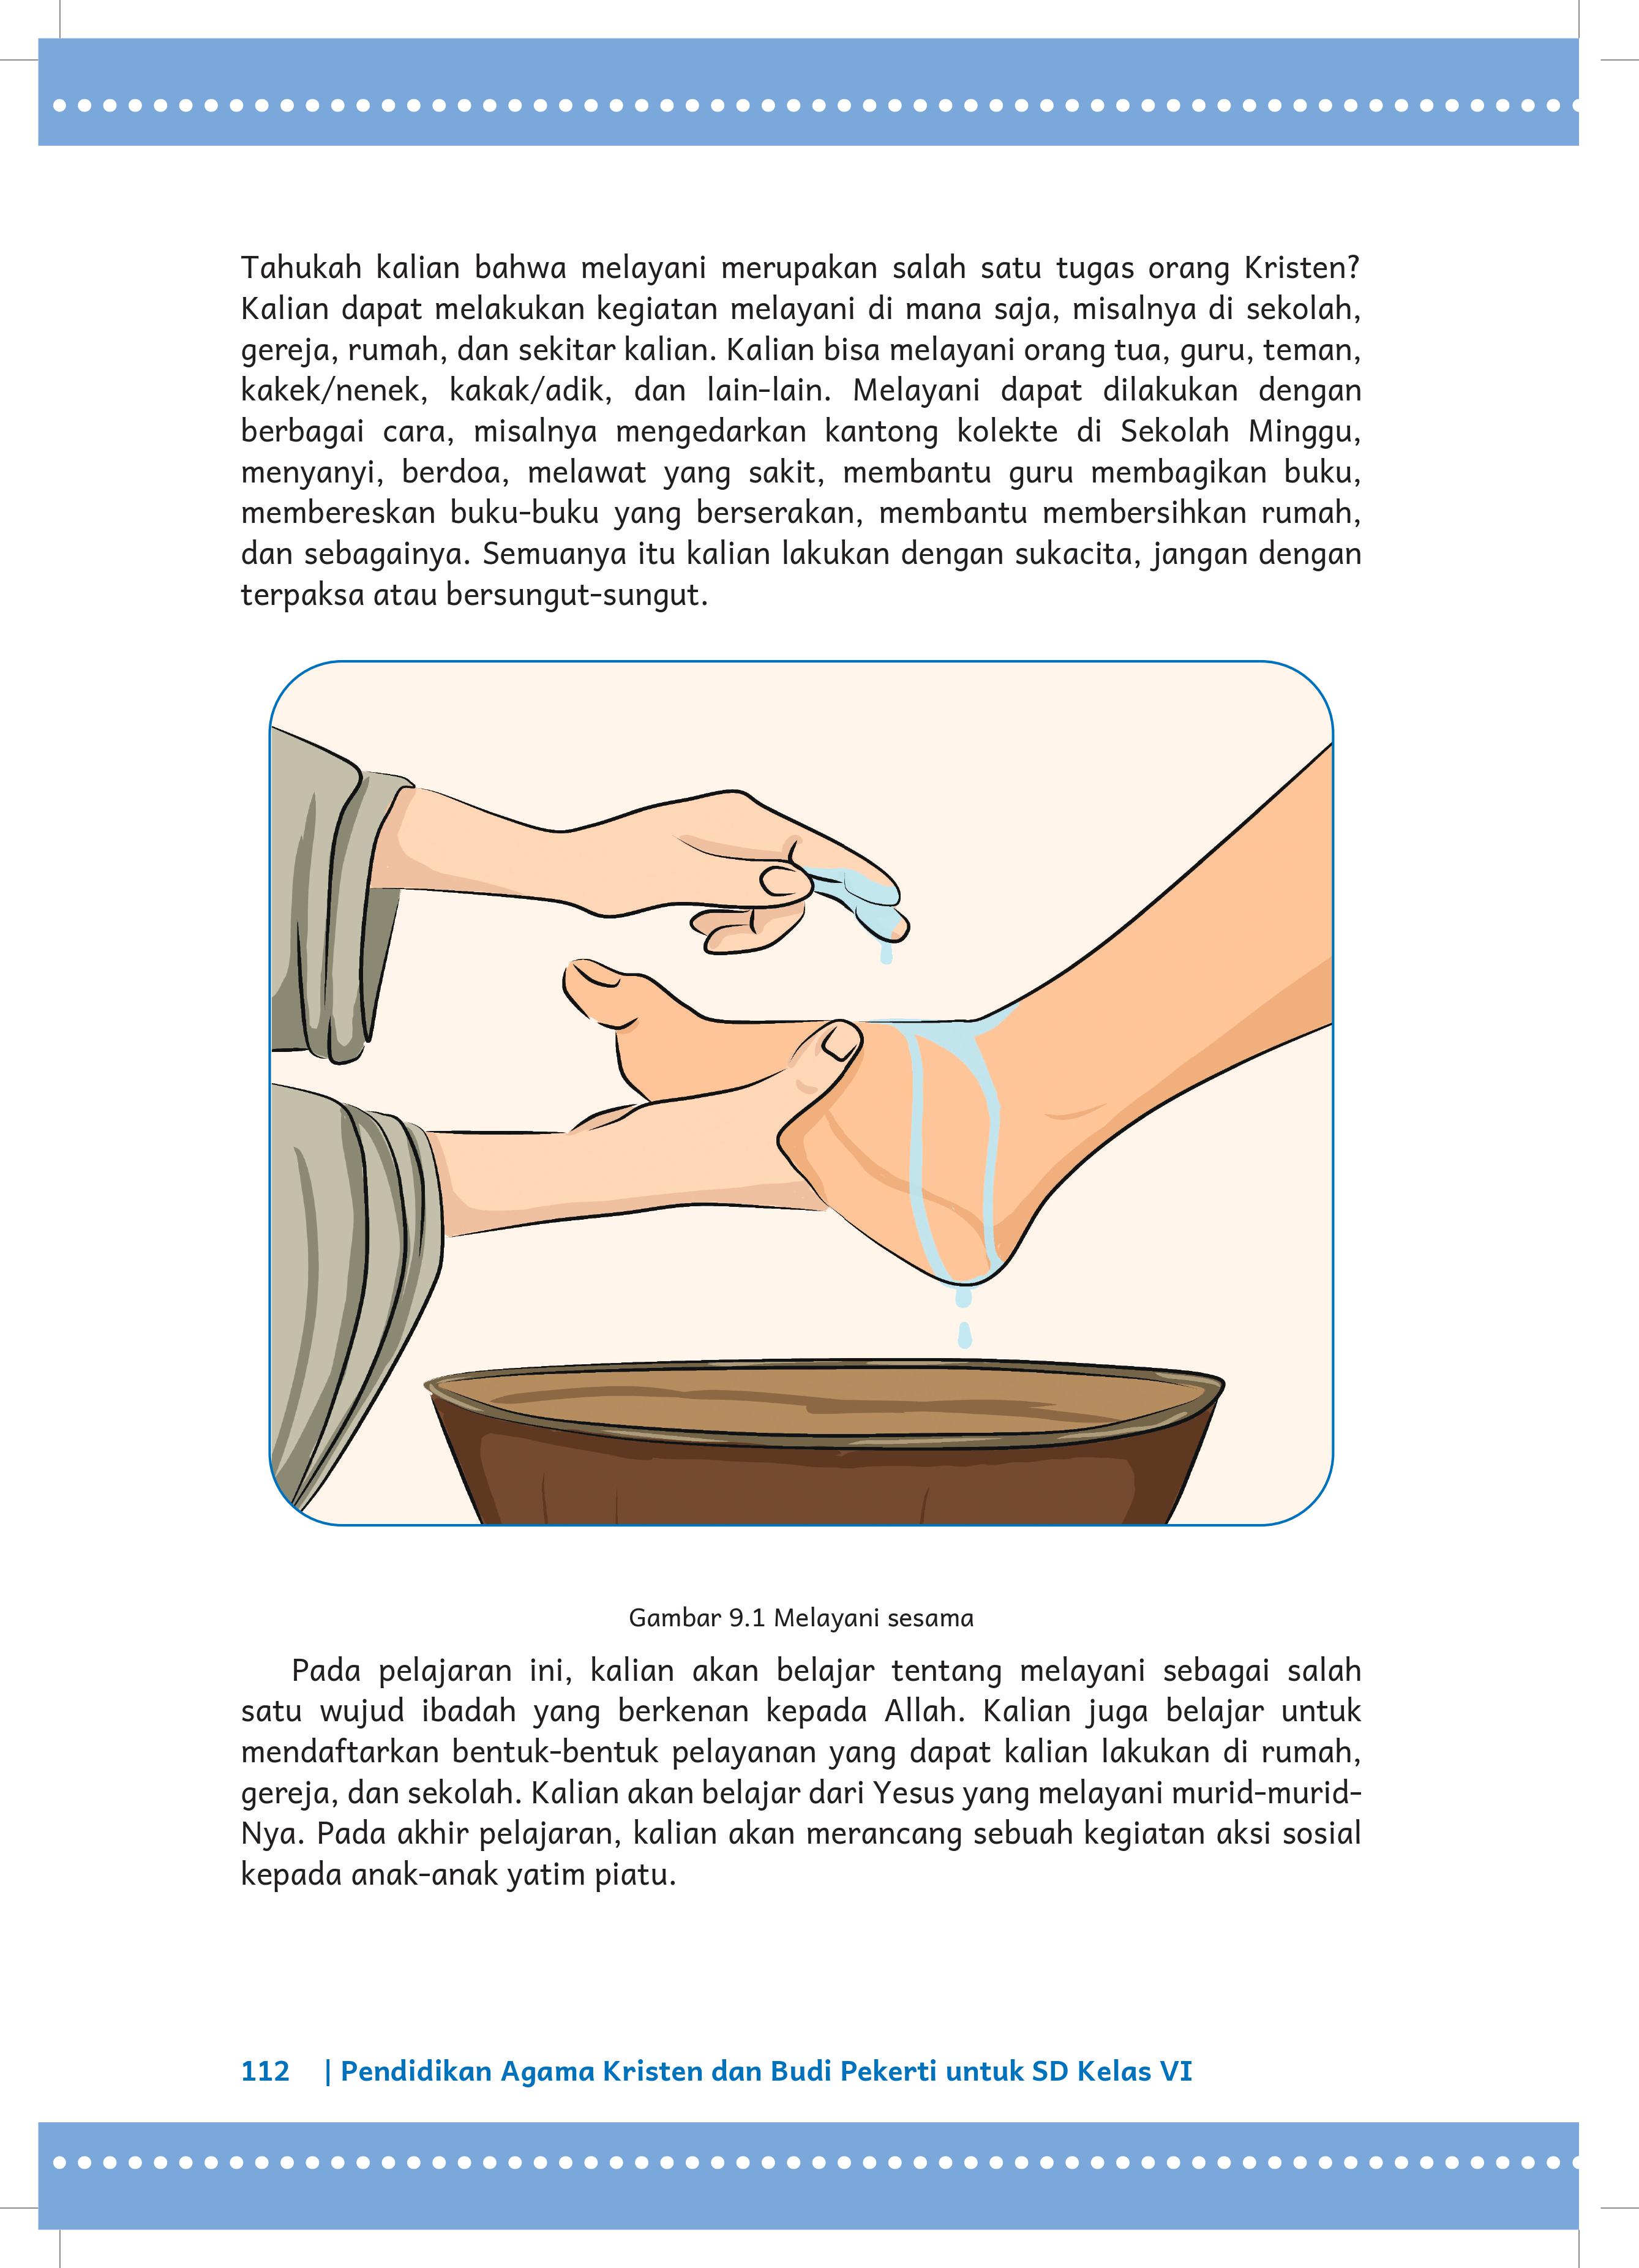 Tahukah kalian bahwa melayani merupakan salah satu tugas orang Kristen?
Kalian dapat melakukan kegiatan melayani di mana saja, misalnya di sekolah,
gereja, rumah, dan sekitar kalian. Kalian bisa melayani orang tua, guru, teman,
kakek/nenek, kakak/adik, dan lain-lain. Melayani dapat dilakukan dengan
berbagai cara, misalnya mengedarkan kantong kolekte di Sekolah Minggu,
menyanyi, berdoa, melawat yang sakit, membantu guru membagikan buku,
membereskan buku-buku yang berserakan, membantu membersihkan rumah,
dan sebagainya. Semuanya itu kalian lakukan dengan sukacita, jangan dengan
terpaksa atau bersungut-sungut.
Gambar 9.1 Melayani sesama
Pada pelajaran ini, kalian akan belajar tentang melayani sebagai salah
satu wujud ibadah yang berkenan kepada Allah. Kalian juga belajar untuk
mendaftarkan bentuk-bentuk pelayanan yang dapat kalian lakukan di rumah,
gereja, dan sekolah. Kalian akan belajar dari Yesus yang melayani murid-murid-
Nya. Pada akhir pelajaran, kalian akan merancang sebuah kegiatan aksi sosial
kepada anak-anak yatim piatu.
112 | Pendidikan Agama Kristen dan Budi Pekerti untuk SD Kelas VI